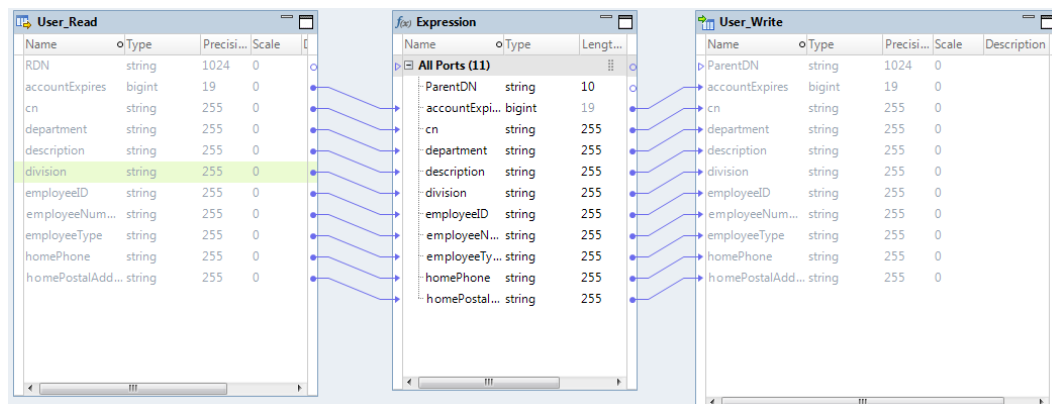 User_Read
Name Type Precisi... Scale D
RDN string 1024 0
accountExpires bigint 19 0
cn string 255 0
department string 255 0
description string 255 0
division string 255 0
employeeID string 255 0
employeeNum... string 255 0
employeeType string 255 0
homePhone string 255 0
homePostalAdd... string 255 0
f(x) Expression
Name Type Lengt...
All Ports (11)
ParentDN string 10
accountExpi... bigint 19
cn string 255
department string 255
description string 255
division string 255
employeeID string 255
employeeN... string 255
employeeTy... string 255
homePhone string 255
homePostal... string 255
User_Write
Name Type Precisi... Scale Description
ParentDN string 1024 0
accountExpires bigint 19 0
cn string 255 0
department string 255 0
description string 255 0
division string 255 0
employeeID string 255 0
employeeNum... string 255 0
employeeType string 255 0
homePhone string 255 0
homePostalAdd... string 255 0